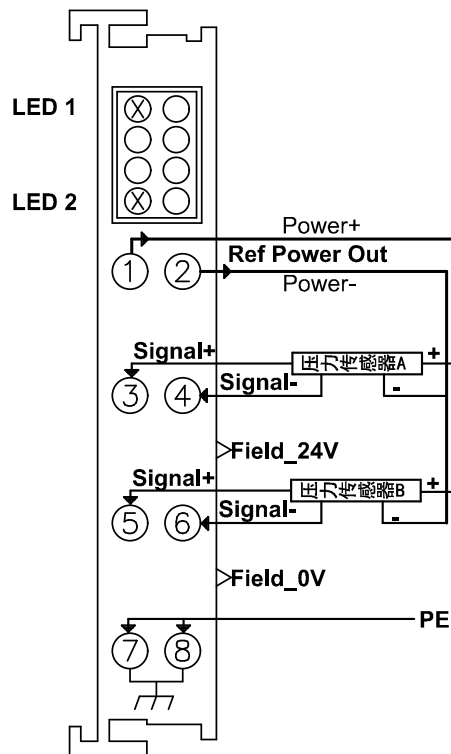 LED 1
LED 2
Power+
Ref Power Out
1 2
Power-
Signal+
压力传感器A +
Signal- -
3 4
Field_24V
Signal+
压力传感器B +
Signal- -
5 6
Field_0V
PE
7 8